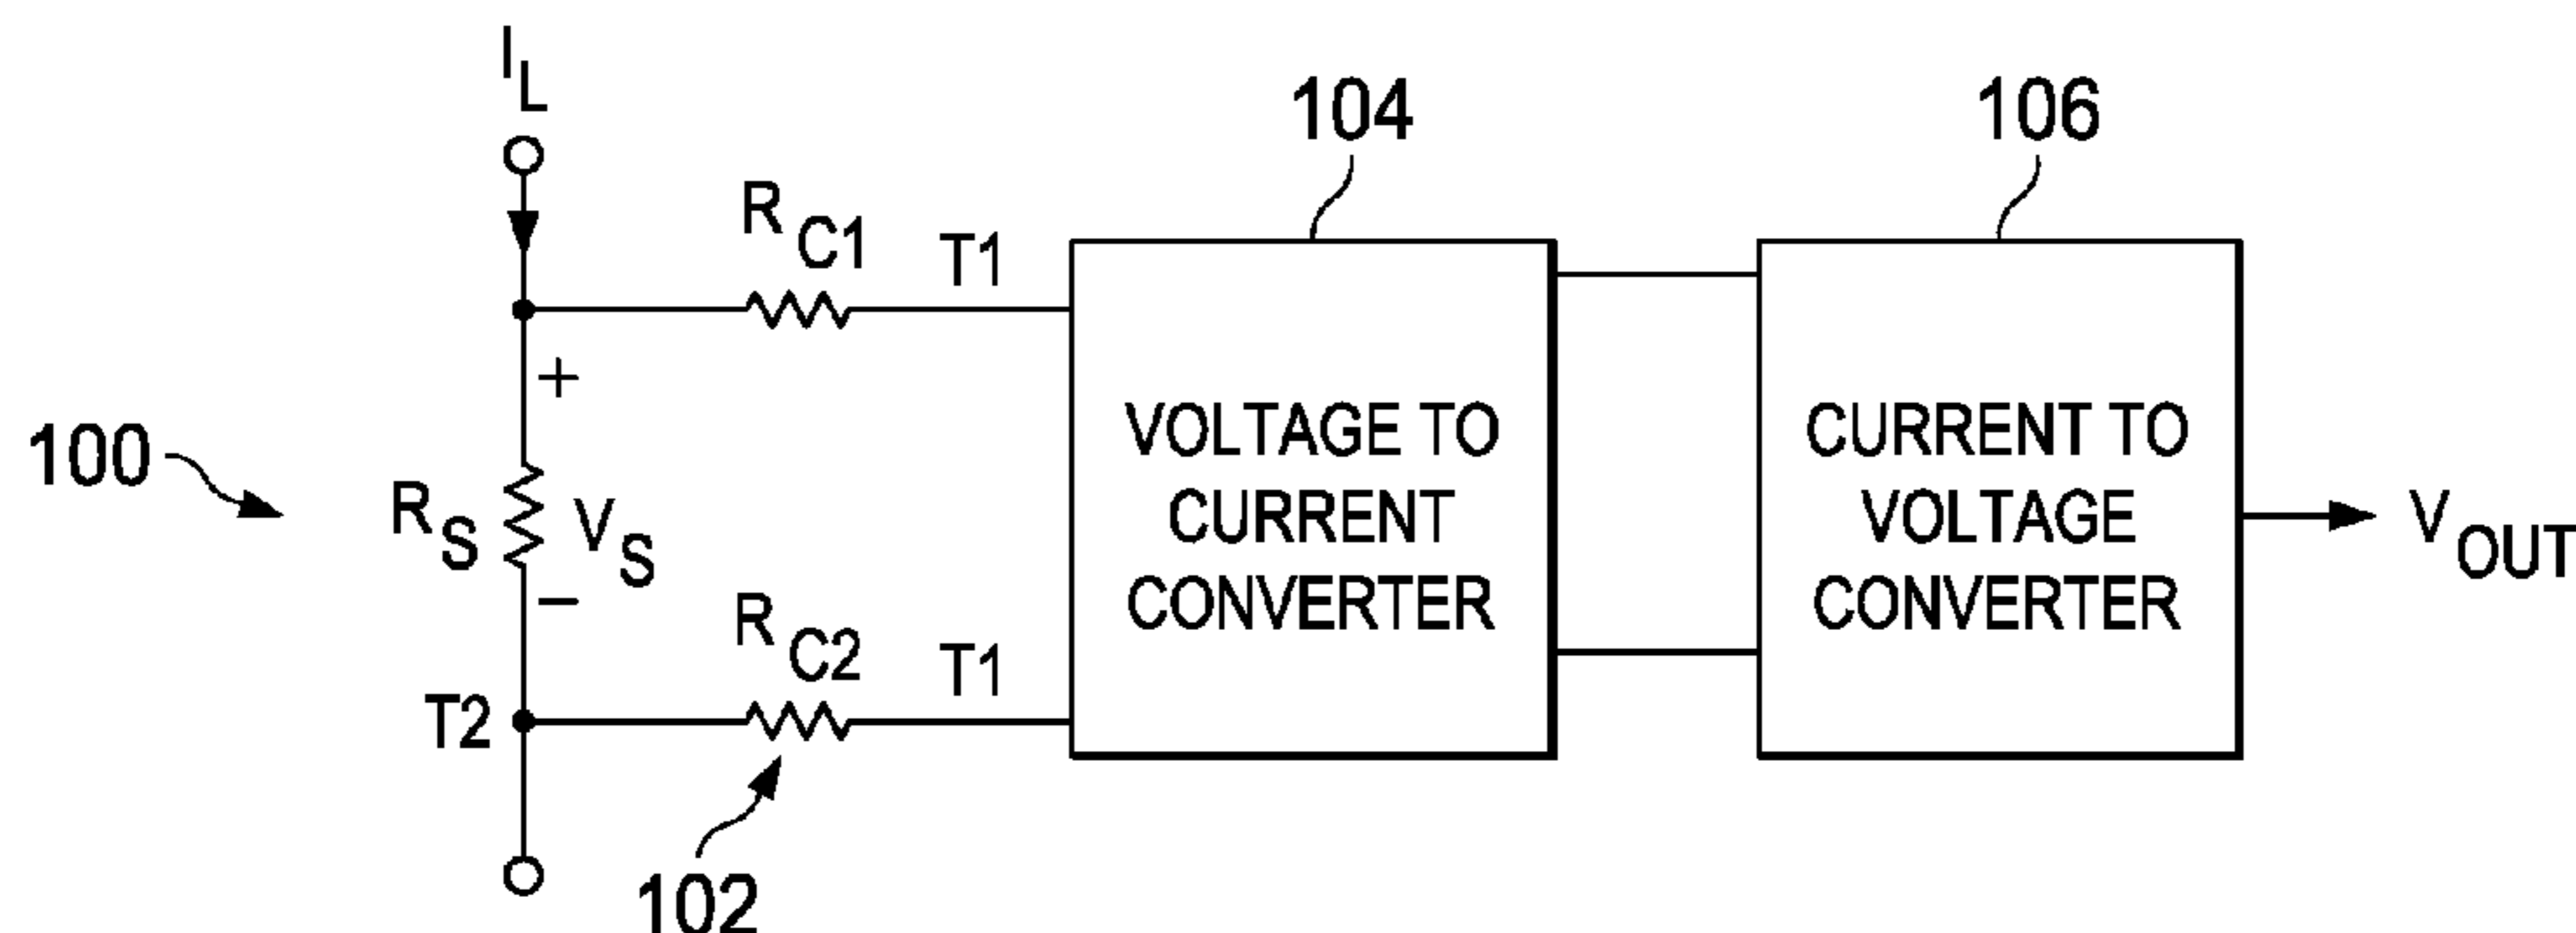 I_L
104
106
R_C1
T1
+
100
R_S
V_S
−
VOLTAGE TO
CURRENT
CONVERTER
CURRENT TO
VOLTAGE
CONVERTER
V_OUT
R_C2
T1
T2
102